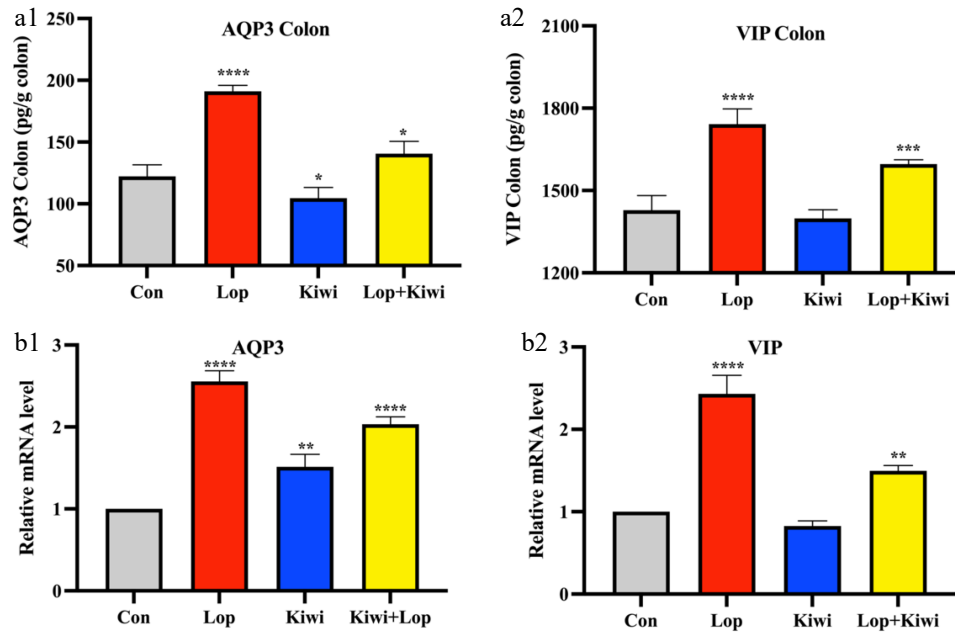 a1
AQP3 Colon
AQP3 Colon (pg/g colon)
250
200
150
100
50
****
*
*
Con Lop Kiwi Lop+Kiwi
a2
VIP Colon
VIP Colon (pg/g colon)
2100
1800
1500
1200
****
***
Con Lop Kiwi Lop+Kiwi
b1
AQP3
Relative mRNA level
3
2
1
0
****
**
****
Con Lop Kiwi Kiwi+Lop
b2
VIP
Relative mRNA level
3
2
1
0
****
**
Con Lop Kiwi Lop+Kiwi